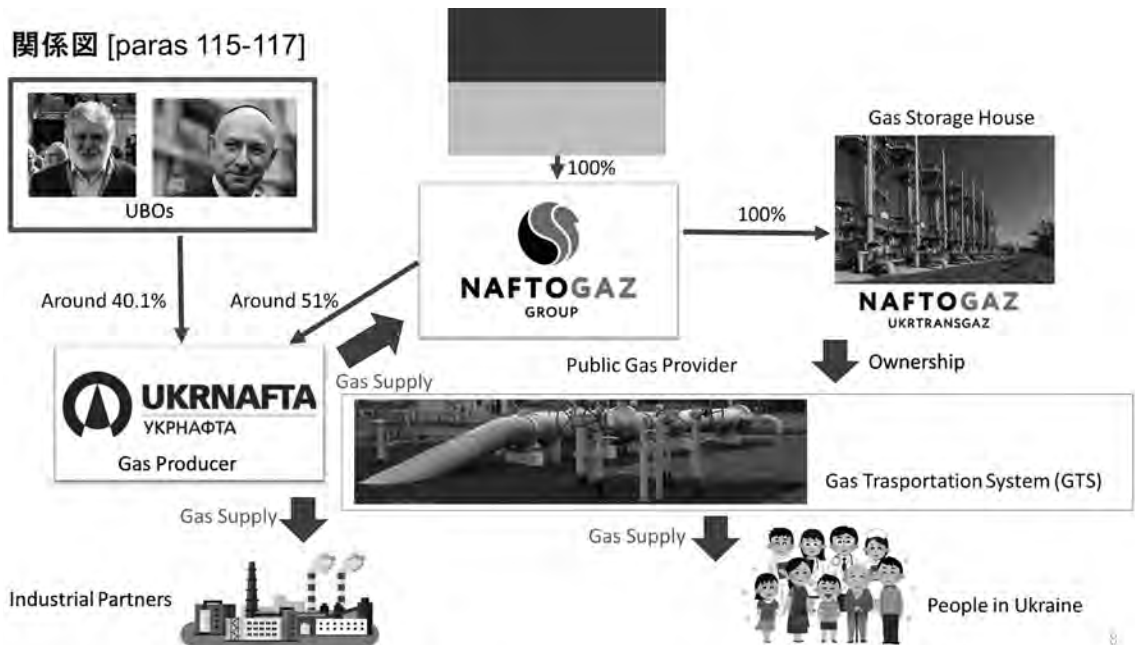 関係図 [paras 115-117]
UBOs
100%
NAFTOGAZ
GROUP
100%
Gas Storage House
NAFTOGAZ
UKRTRANSGAZ
Around 40.1%
Around 51%
Gas Supply
Public Gas Provider
Ownership
UKRNAFTA
УКРНАФТА
Gas Producer
Gas Trasportation System (GTS)
Gas Supply
Gas Supply
Industrial Partners
People in Ukraine
8